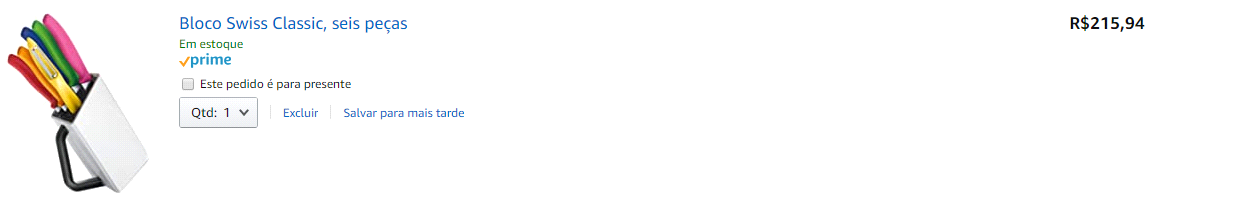 Bloco Swiss Classic, seis peças
R$215,94
Em estoque
prime
Este pedido é para presente
Qtd: 1
Excluir
Salvar para mais tarde